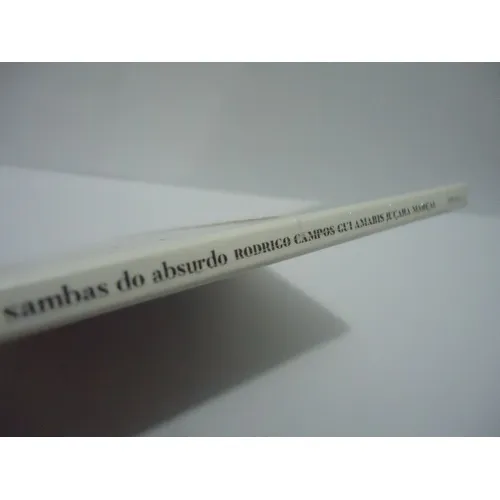 sambas do absurdo RODRIGO CAMPOS GUI AMABIS JUÇARA MARÇAL